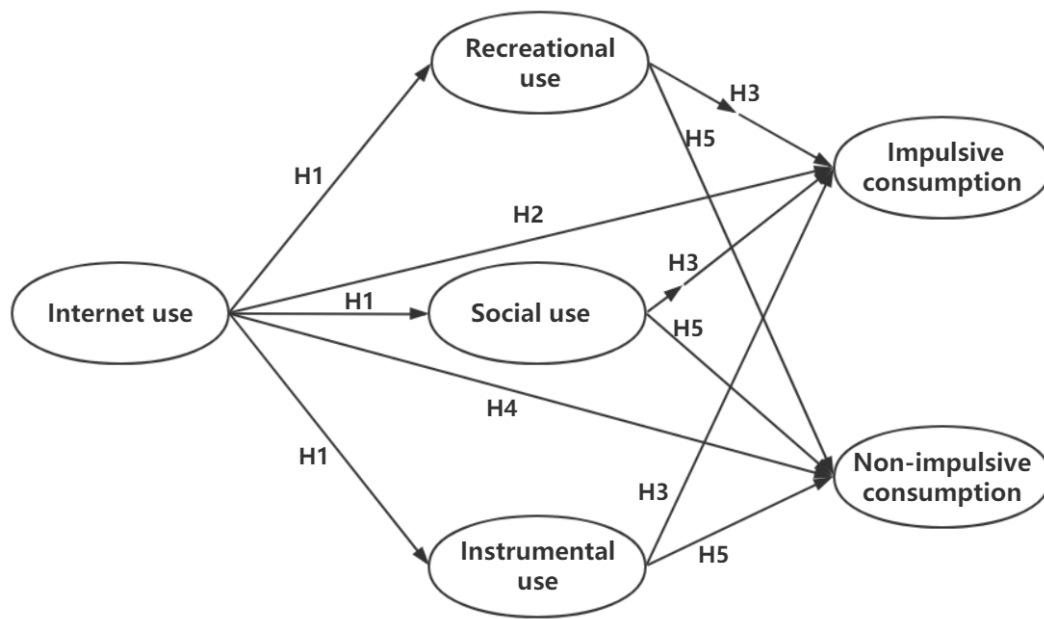 Recreational
use
H3
H5
Impulsive
consumption
H1
H2
H3
Internet use
H1
Social use
H5
H4
H1
Non-impulsive
consumption
H3
Instrumental
use
H5